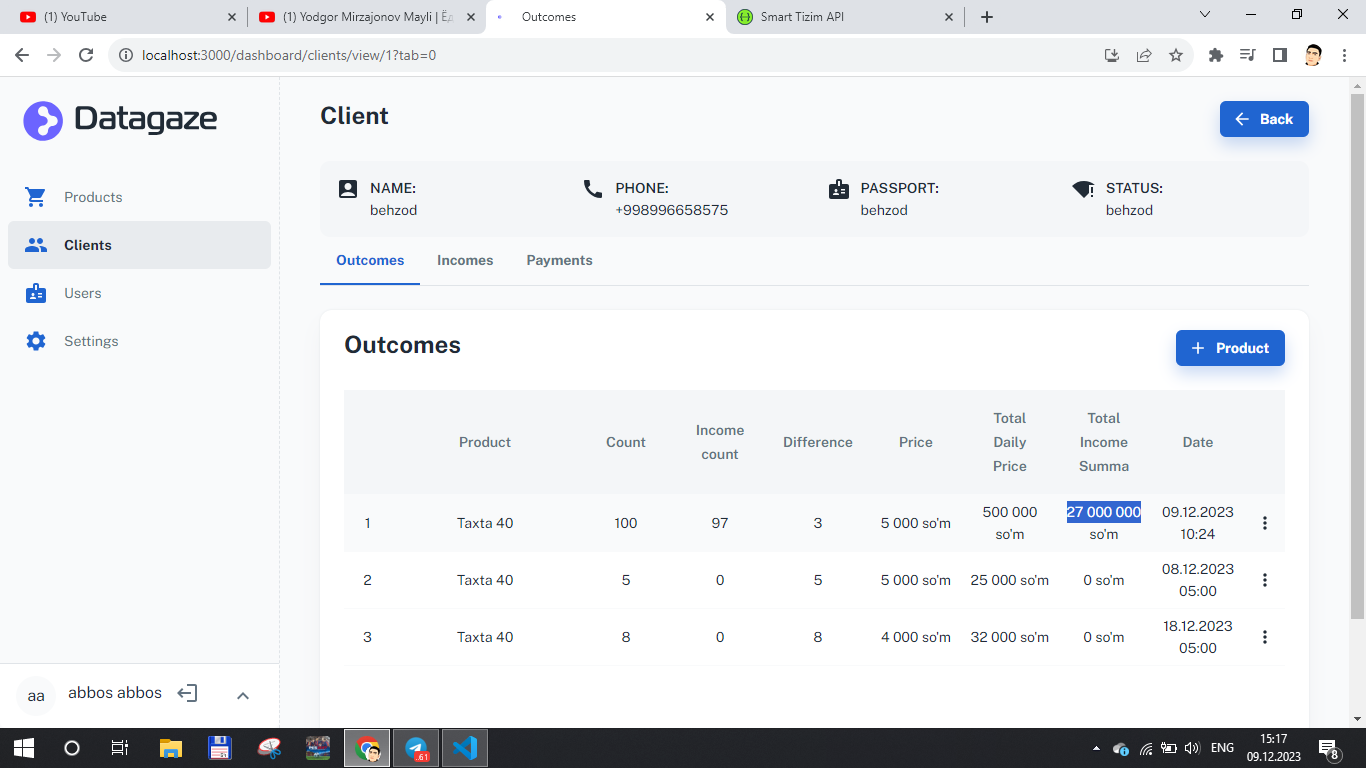 (1) YouTube
(1) Yodgor Mirzajonov Mayli | Ёд
Outcomes
Smart Tizim API
localhost:3000/dashboard/clients/view/1?tab=0
Datagaze
Products
Clients
Users
Settings
aa
abbos abbos
Client
Back
NAME:
behzod
PHONE:
+998996658575
PASSPORT:
behzod
STATUS:
behzod
Outcomes
Incomes
Payments
Outcomes
Product
Product
Count
Income
count
Difference
Price
Total
Daily
Price
Total
Income
Summa
Date
1
Taxta 40
100
97
3
5 000 so'm
500 000
so'm
27 000 000
so'm
09.12.2023
10:24
2
Taxta 40
5
0
5
5 000 so'm
25 000 so'm
0 so'm
08.12.2023
05:00
3
Taxta 40
8
0
8
4 000 so'm
32 000 so'm
0 so'm
18.12.2023
05:00
61
ENG
15:17
09.12.2023
8